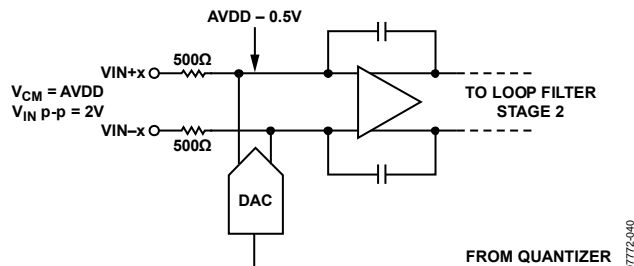 AVDD – 0.5V
500Ω
VIN+x
VCM = AVDD
VIN p-p = 2V
TO LOOP FILTER
STAGE 2
VIN–x
500Ω
DAC
FROM QUANTIZER
07772-040